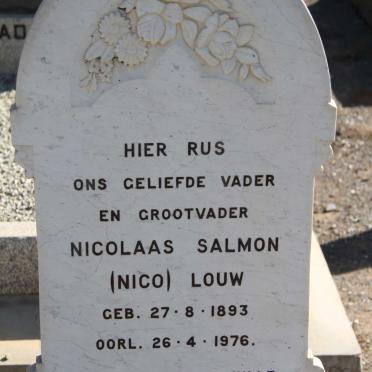 HIER RUS
ONS GELIEFDE VADER
EN GROOTVADER
NICOLAAS SALMON
(NICO) LOUW
GEB. 27·8·1893
OORL. 26·4·1976.